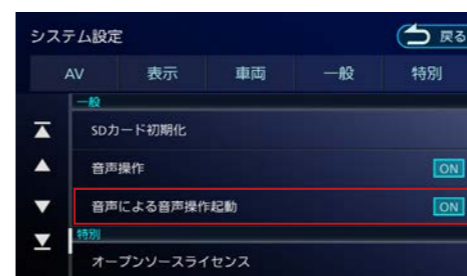 システム設定
戻る
AV 表示 車両 一般 特別
一般
SDカード初期化
音声操作 ON
音声による音声操作起動 ON
特別
オープンソースライセンス